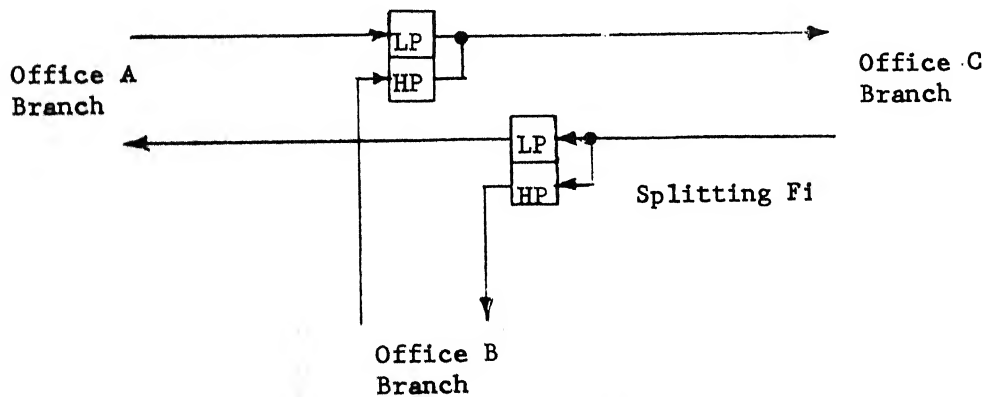 LP
HP
Office A
Branch
Office C
Branch
LP
HP
Splitting Fi
Office B
Branch